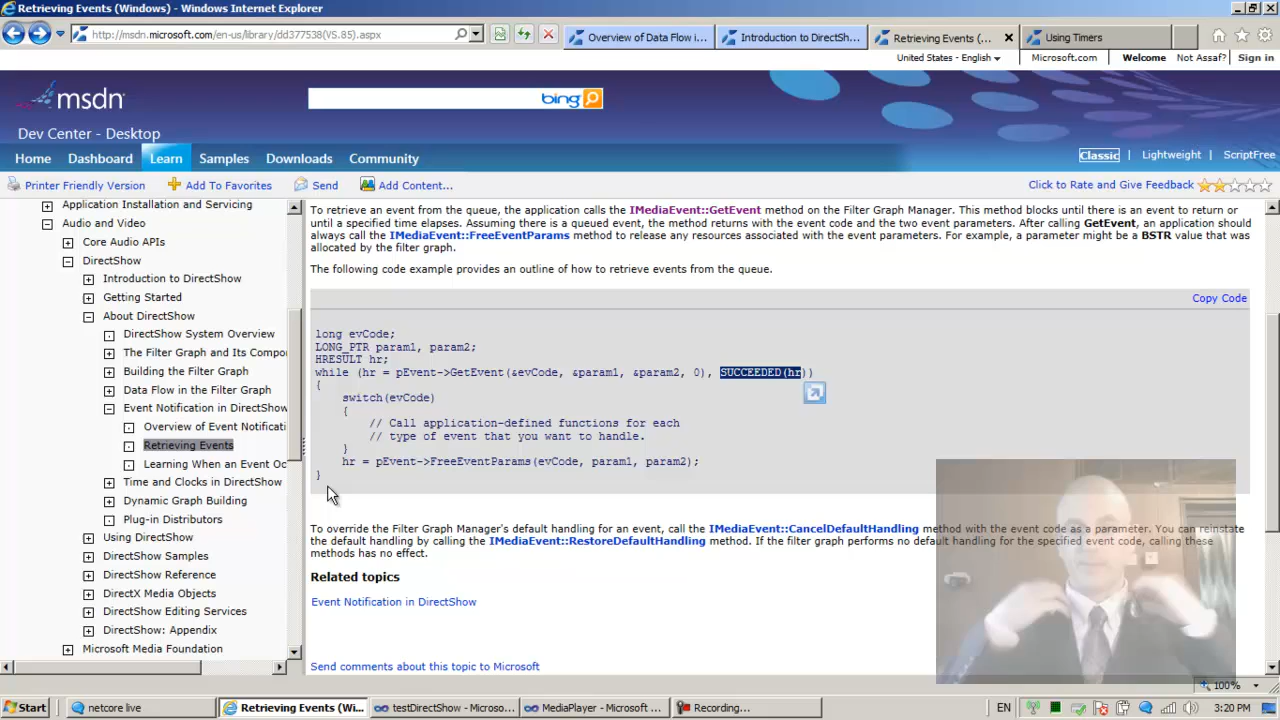 Retrieving Events (Windows) - Windows Internet Explorer
http://msdn.microsoft.com/en-us/library/dd377538(VS.85).aspx
Overview of Data Flow i...
Introduction to DirectSh...
Retrieving Events (...
Using Timers
United States - English
Microsoft.com
Welcome
Not Assaf?
Sign in
msdn
bing
Dev Center - Desktop
Home
Dashboard
Learn
Samples
Downloads
Community
Classic | Lightweight | ScriptFree
Printer Friendly Version
Add To Favorites
Send
Add Content...
Click to Rate and Give Feedback
Application Installation and Servicing
Audio and Video
Core Audio APIs
DirectShow
Introduction to DirectShow
Getting Started
About DirectShow
DirectShow System Overview
The Filter Graph and Its Compo
Building the Filter Graph
Data Flow in the Filter Graph
Event Notification in DirectShow
Overview of Event Notificati
Retrieving Events
Learning When an Event Oc
Time and Clocks in DirectShow
Dynamic Graph Building
Plug-in Distributors
Using DirectShow
DirectShow Samples
DirectShow Reference
DirectX Media Objects
DirectShow Editing Services
DirectShow: Appendix
Microsoft Media Foundation
To retrieve an event from the queue, the application calls the IMediaEvent::GetEvent method on the Filter Graph Manager. This method blocks until there is an event to return or
until a specified time elapses. Assuming there is a queued event, the method returns with the event code and the two event parameters. After calling GetEvent, an application should
always call the IMediaEvent::FreeEventParams method to release any resources associated with the event parameters. For example, a parameter might be a BSTR value that was
allocated by the filter graph.
The following code example provides an outline of how to retrieve events from the queue.
Copy Code
long evCode;
LONG_PTR param1, param2;
HRESULT hr;
while (hr = pEvent->GetEvent(&evCode, &param1, &param2, 0), SUCCEEDED(hr))
{
switch(evCode)
{
// Call application-defined functions for each
// type of event that you want to handle.
}
hr = pEvent->FreeEventParams(evCode, param1, param2);
}
To override the Filter Graph Manager's default handling for an event, call the IMediaEvent::CancelDefaultHandling method with the event code as a parameter. You can reinstate
the default handling by calling the IMediaEvent::RestoreDefaultHandling method. If the filter graph performs no default handling for the specified event code, calling these
methods has no effect.
Related topics
Event Notification in DirectShow
Send comments about this topic to Microsoft
100%
Start
netcore live
Retrieving Events (Wi...
testDirectShow - Microso...
MediaPlayer - Microsoft ...
Recording...
EN
3:20 PM